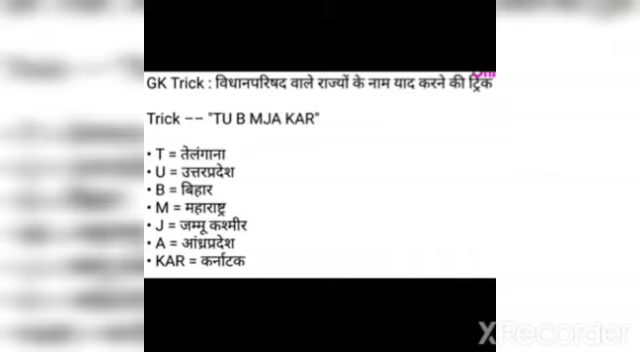 GK Trick : विधानपरिषद वाले राज्यों के नाम याद करने की ट्रिक
Trick –– "TU B MJA KAR"
• T = तेलंगाना
• U = उत्तरप्रदेश
• B = बिहार
• M = महाराष्ट्र
• J = जम्मू कश्मीर
• A = आंध्रप्रदेश
• KAR = कर्नाटक
XRecorder